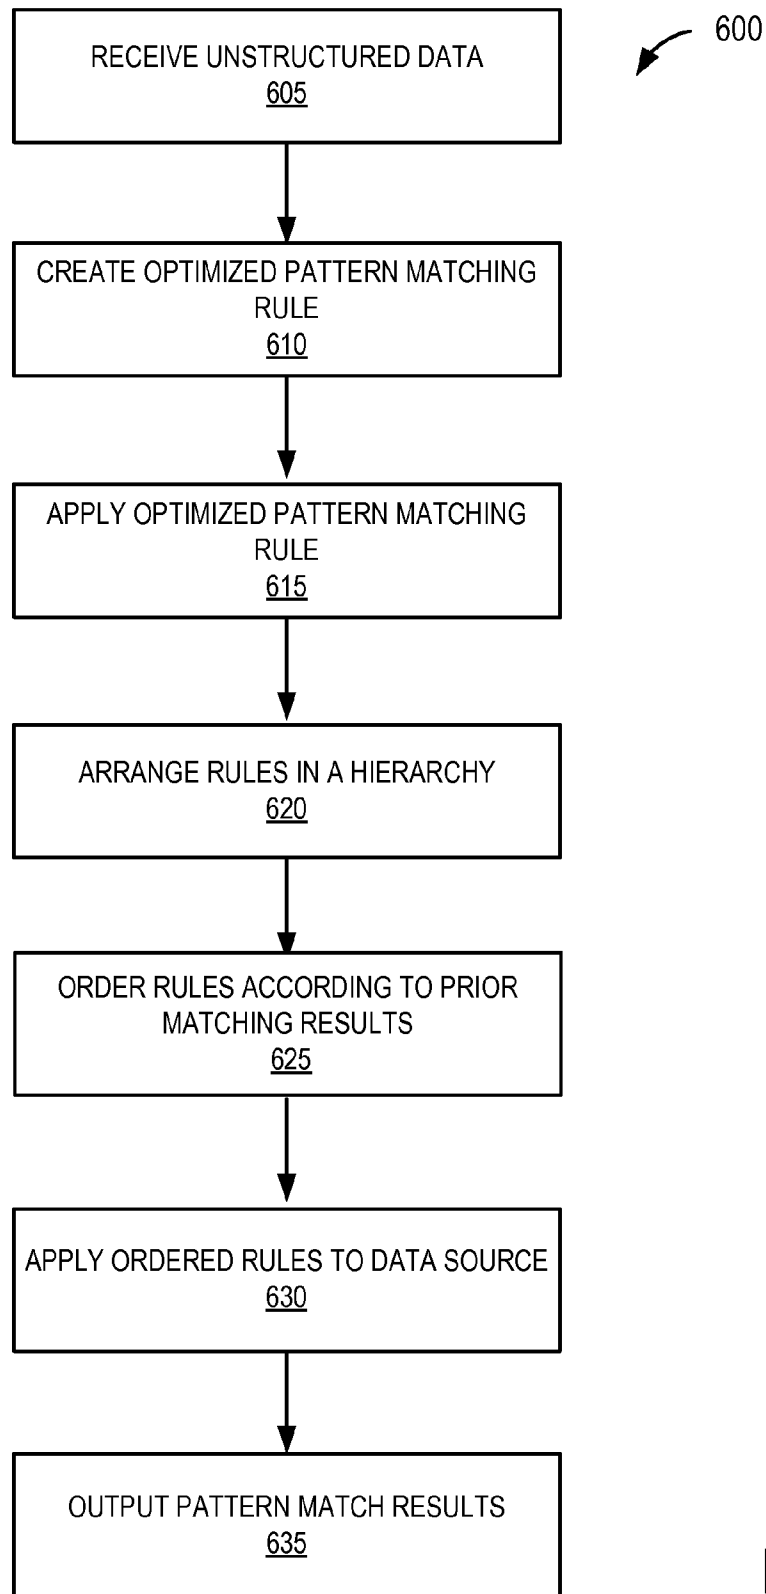 600
RECEIVE UNSTRUCTURED DATA
605
CREATE OPTIMIZED PATTERN MATCHING
RULE
610
APPLY OPTIMIZED PATTERN MATCHING
RULE
615
ARRANGE RULES IN A HIERARCHY
620
ORDER RULES ACCORDING TO PRIOR
MATCHING RESULTS
625
APPLY ORDERED RULES TO DATA SOURCE
630
OUTPUT PATTERN MATCH RESULTS
635